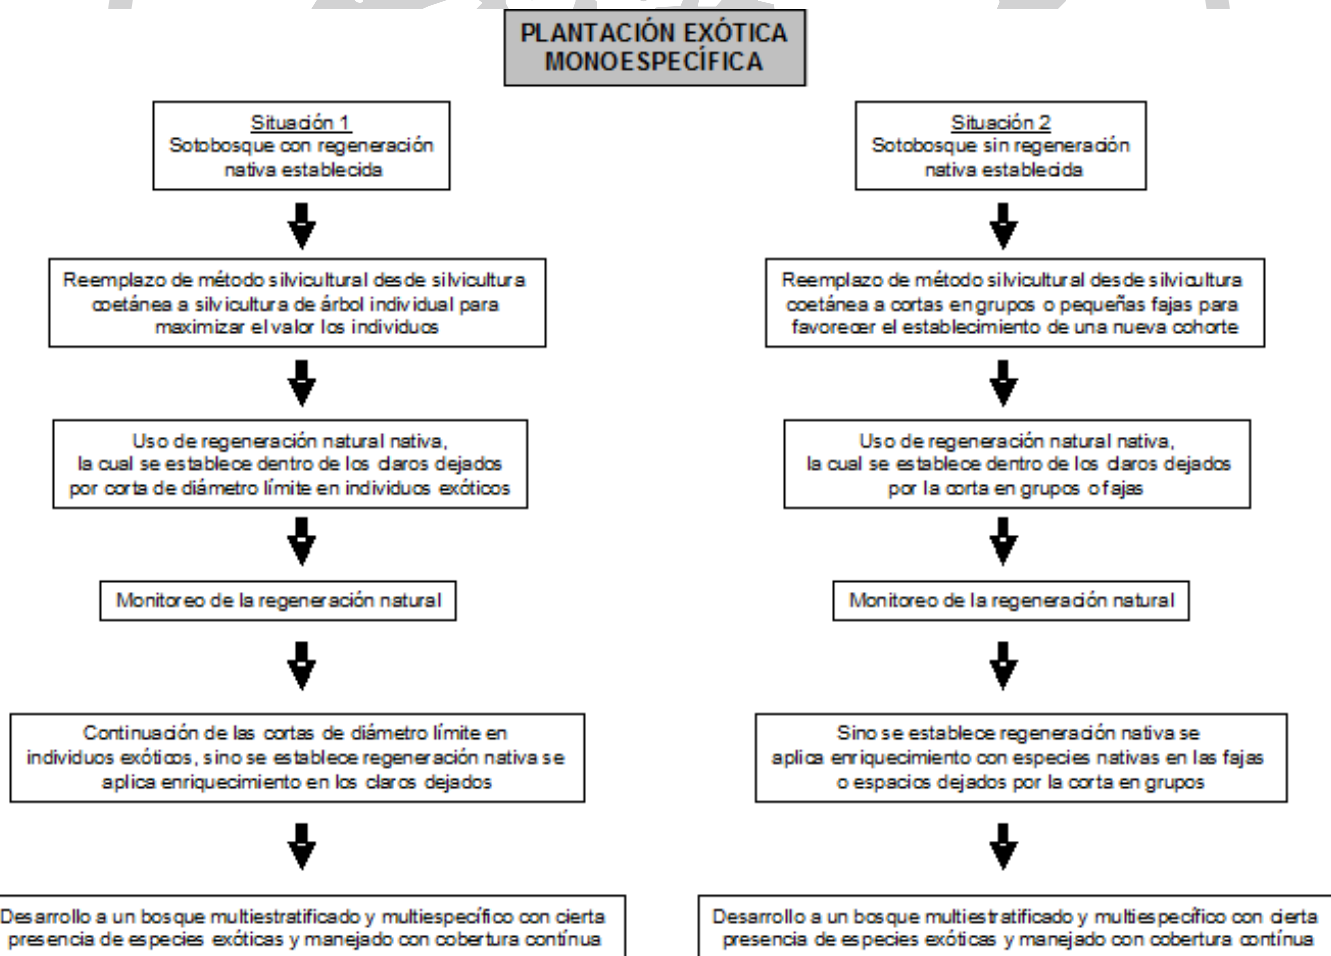 PLANTACIÓN EXÓTICA
MONOESPECÍFICA
Situación 1
Sotobosque con regeneración
nativa establecida
Reemplazo de método silvicultural desde silvicultura
coetánea a silvicultura de árbol individual para
maximizar el valor los individuos
Uso de regeneración natural nativa,
la cual se establece dentro de los claros dejados
por corta de diámetro límite en individuos exóticos
Monitoreo de la regeneración natural
Continuación de las cortas de diámetro límite en
individuos exóticos, sino se establece regeneración nativa se
aplica enriquecimiento en los claros dejados
Desarrollo a un bosque multiestratificado y multiespecífico con cierta
presencia de especies exóticas y manejado con cobertura contínua
Situación 2
Sotobosque sin regeneración
nativa establecida
Reemplazo de método silvicultural desde silvicultura
coetánea a cortas en grupos o pequeñas fajas para
favorecer el establecimiento de una nueva cohorte
Uso de regeneración natural nativa,
la cual se establece dentro de los claros dejados
por la corta en grupos o fajas
Monitoreo de la regeneración natural
Sino se establece regeneración nativa se
aplica enriquecimiento con especies nativas en las fajas
o espacios dejados por la corta en grupos
Desarrollo a un bosque multiestratificado y multiespecífico con cierta
presencia de especies exóticas y manejado con cobertura contínua